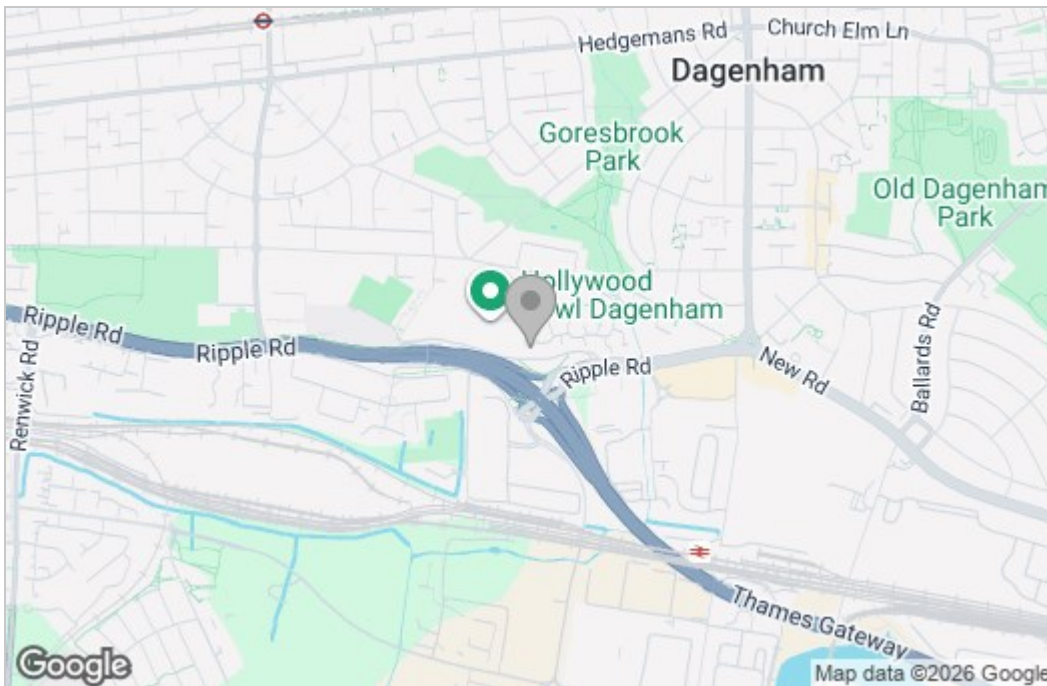 Hedgemans Rd
Church Elm Ln
Dagenham
Goresbrook
Park
Old Dagenham
Park
Hollywood
Bowl Dagenham
Ripple Rd
Ripple Rd
Ripple Rd
New Rd
Ballards Rd
Renwick Rd
Thames Gateway
Google
Map data ©2026 Google